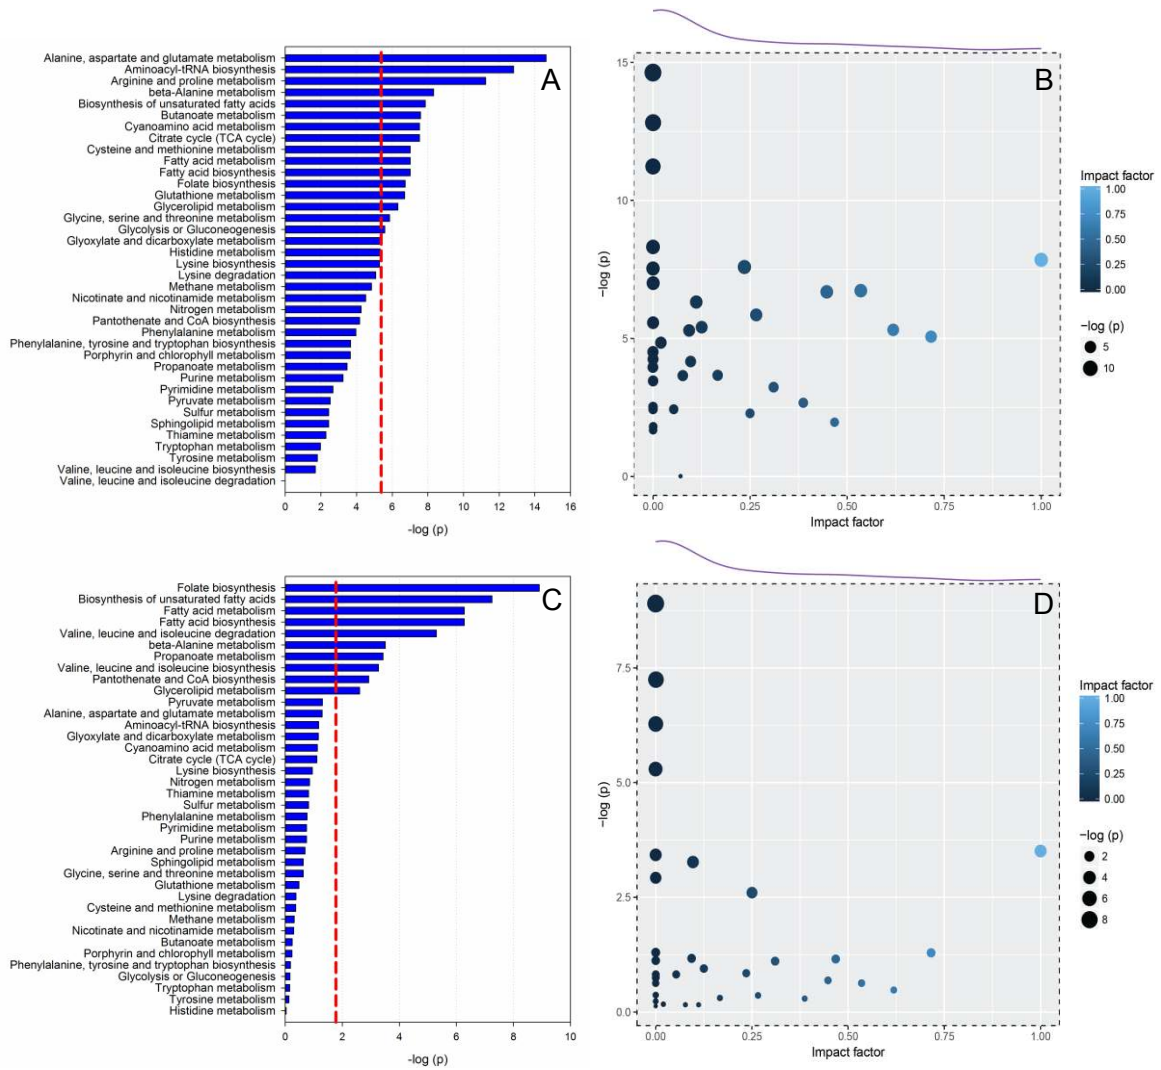 A
Alanine, aspartate and glutamate metabolism
Aminoacyl-tRNA biosynthesis
Arginine and proline metabolism
beta-Alanine metabolism
Biosynthesis of unsaturated fatty acids
Butanoate metabolism
Cyanoamino acid metabolism
Citrate cycle (TCA cycle)
Cysteine and methionine metabolism
Fatty acid metabolism
Fatty acid biosynthesis
Folate biosynthesis
Glutathione metabolism
Glycerolipid metabolism
Glycine, serine and threonine metabolism
Glycolysis or Gluconeogenesis
Glyoxylate and dicarboxylate metabolism
Histidine metabolism
Lysine biosynthesis
Lysine degradation
Methane metabolism
Nicotinate and nicotinamide metabolism
Nitrogen metabolism
Pantothenate and CoA biosynthesis
Phenylalanine metabolism
Phenylalanine, tyrosine and tryptophan biosynthesis
Porphyrin and chlorophyll metabolism
Propanoate metabolism
Purine metabolism
Pyrimidine metabolism
Pyruvate metabolism
Sulfur metabolism
Sphingolipid metabolism
Thiamine metabolism
Tryptophan metabolism
Tyrosine metabolism
Valine, leucine and isoleucine biosynthesis
Valine, leucine and isoleucine degradation
0 2 4 6 8 10 12 14 16
-log (p)
B
15
10
5
0
−log (p)
0.00 0.25 0.50 0.75 1.00
Impact factor
Impact factor
1.00
0.75
0.50
0.25
0.00
−log (p)
5
10
C
Folate biosynthesis
Biosynthesis of unsaturated fatty acids
Fatty acid metabolism
Fatty acid biosynthesis
Valine, leucine and isoleucine degradation
beta-Alanine metabolism
Propanoate metabolism
Valine, leucine and isoleucine biosynthesis
Pantothenate and CoA biosynthesis
Glycerolipid metabolism
Pyruvate metabolism
Alanine, aspartate and glutamate metabolism
Aminoacyl-tRNA biosynthesis
Glyoxylate and dicarboxylate metabolism
Cyanoamino acid metabolism
Citrate cycle (TCA cycle)
Lysine biosynthesis
Nitrogen metabolism
Thiamine metabolism
Sulfur metabolism
Phenylalanine metabolism
Pyrimidine metabolism
Purine metabolism
Arginine and proline metabolism
Sphingolipid metabolism
Glycine, serine and threonine metabolism
Glutathione metabolism
Lysine degradation
Cysteine and methionine metabolism
Methane metabolism
Nicotinate and nicotinamide metabolism
Butanoate metabolism
Porphyrin and chlorophyll metabolism
Phenylalanine, tyrosine and tryptophan biosynthesis
Glycolysis or Gluconeogenesis
Tryptophan metabolism
Tyrosine metabolism
Histidine metabolism
0 2 4 6 8 10
-log (p)
D
7.5
5.0
2.5
0.0
−log (p)
0.00 0.25 0.50 0.75 1.00
Impact factor
Impact factor
1.00
0.75
0.50
0.25
0.00
−log (p)
2
4
6
8